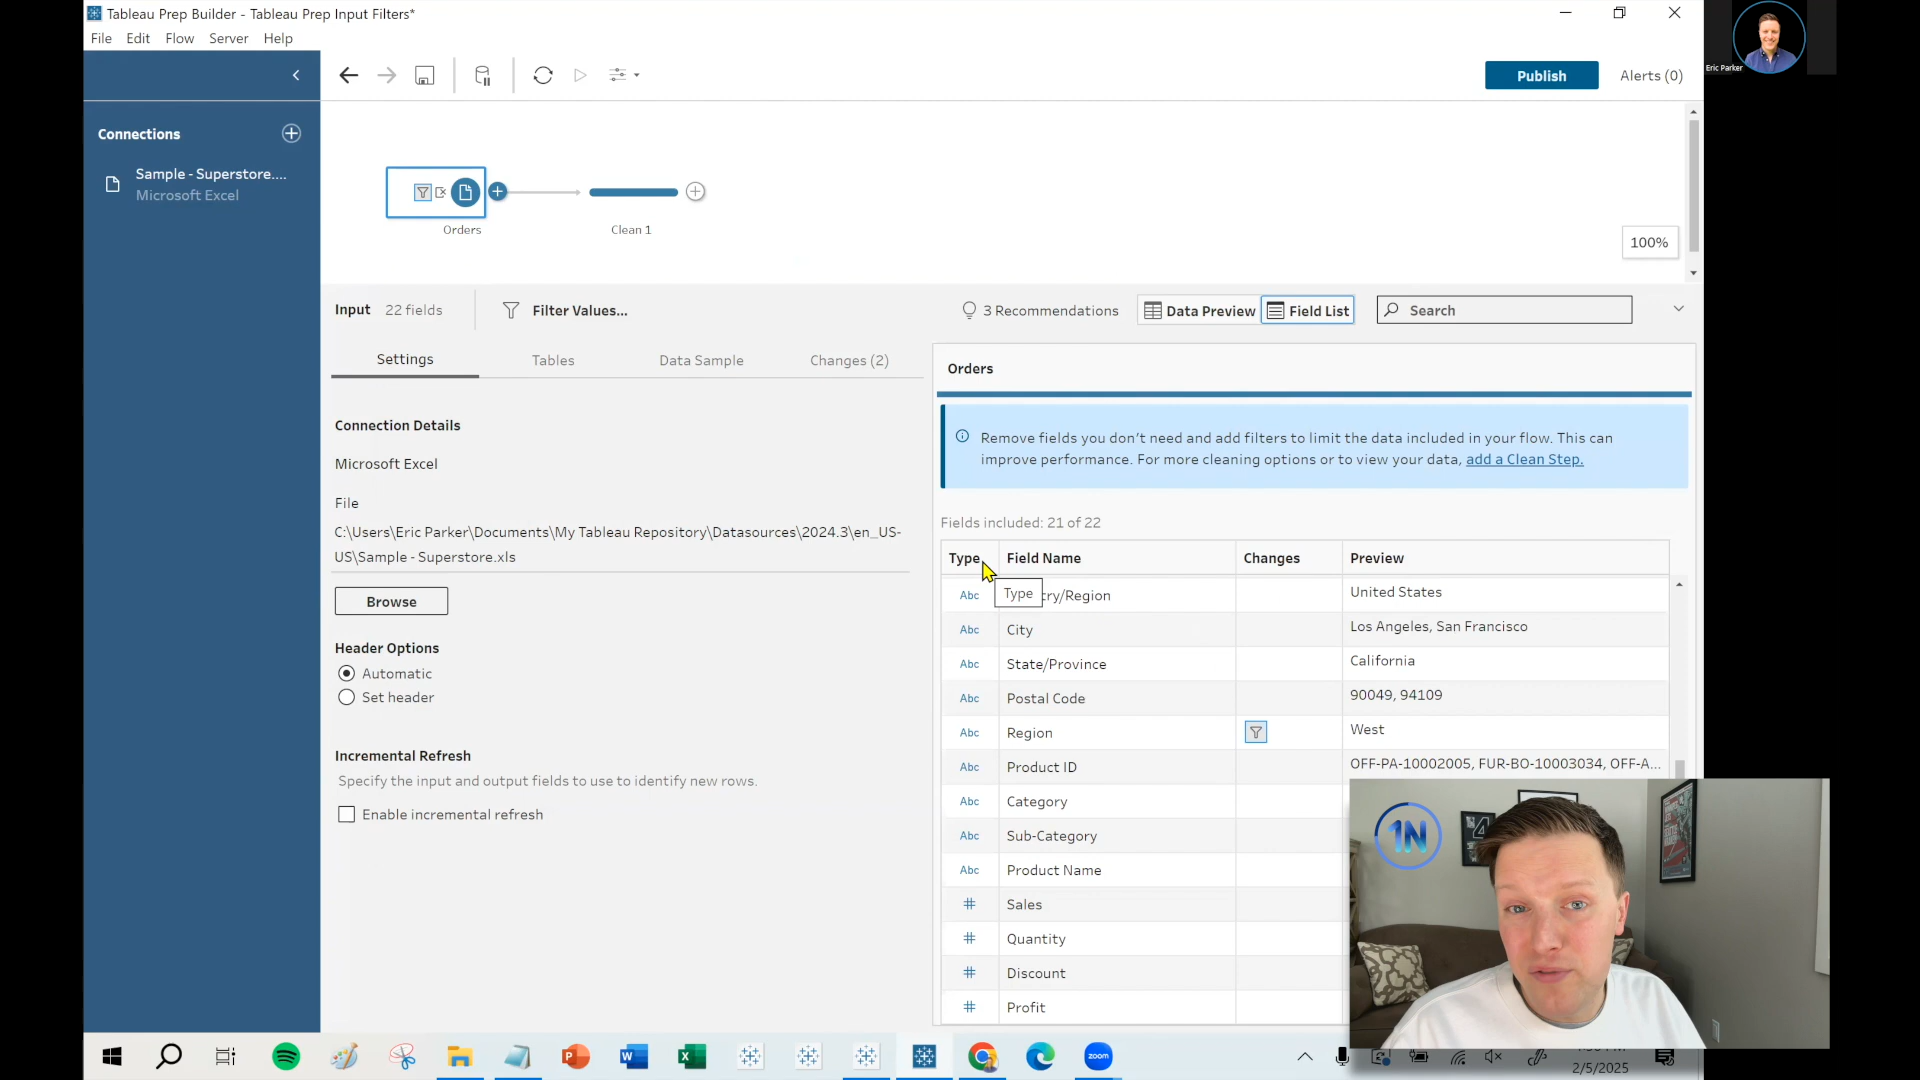 Tableau Prep Builder - Tableau Prep Input Filters*
File Edit Flow Server Help
Publish
Alerts (0)
Eric Parker
Connections
Sample - Superstore....
Microsoft Excel
Orders
Clean 1
100%
Input 22 fields
Filter Values...
3 Recommendations
Data Preview
Field List
Search
Settings
Tables
Data Sample
Changes (2)
Connection Details
Microsoft Excel
File
C:\Users\Eric Parker\Documents\My Tableau Repository\Datasources\2024.3\en_US-
US\Sample - Superstore.xls
Browse
Header Options
Automatic
Set header
Incremental Refresh
Specify the input and output fields to use to identify new rows.
Enable incremental refresh
Orders
Remove fields you don't need and add filters to limit the data included in your flow. This can
improve performance. For more cleaning options or to view your data, add a Clean Step.
Fields included: 21 of 22
Type Field Name Changes Preview
Type
Abc ry/Region United States
Abc City Los Angeles, San Francisco
Abc State/Province California
Abc Postal Code 90049, 94109
Abc Region West
Abc Product ID OFF-PA-10002005, FUR-BO-10003034, OFF-A...
Abc Category
Abc Sub-Category
Abc Product Name
# Sales
# Quantity
# Discount
# Profit
1N
4
zoom
2/5/2025